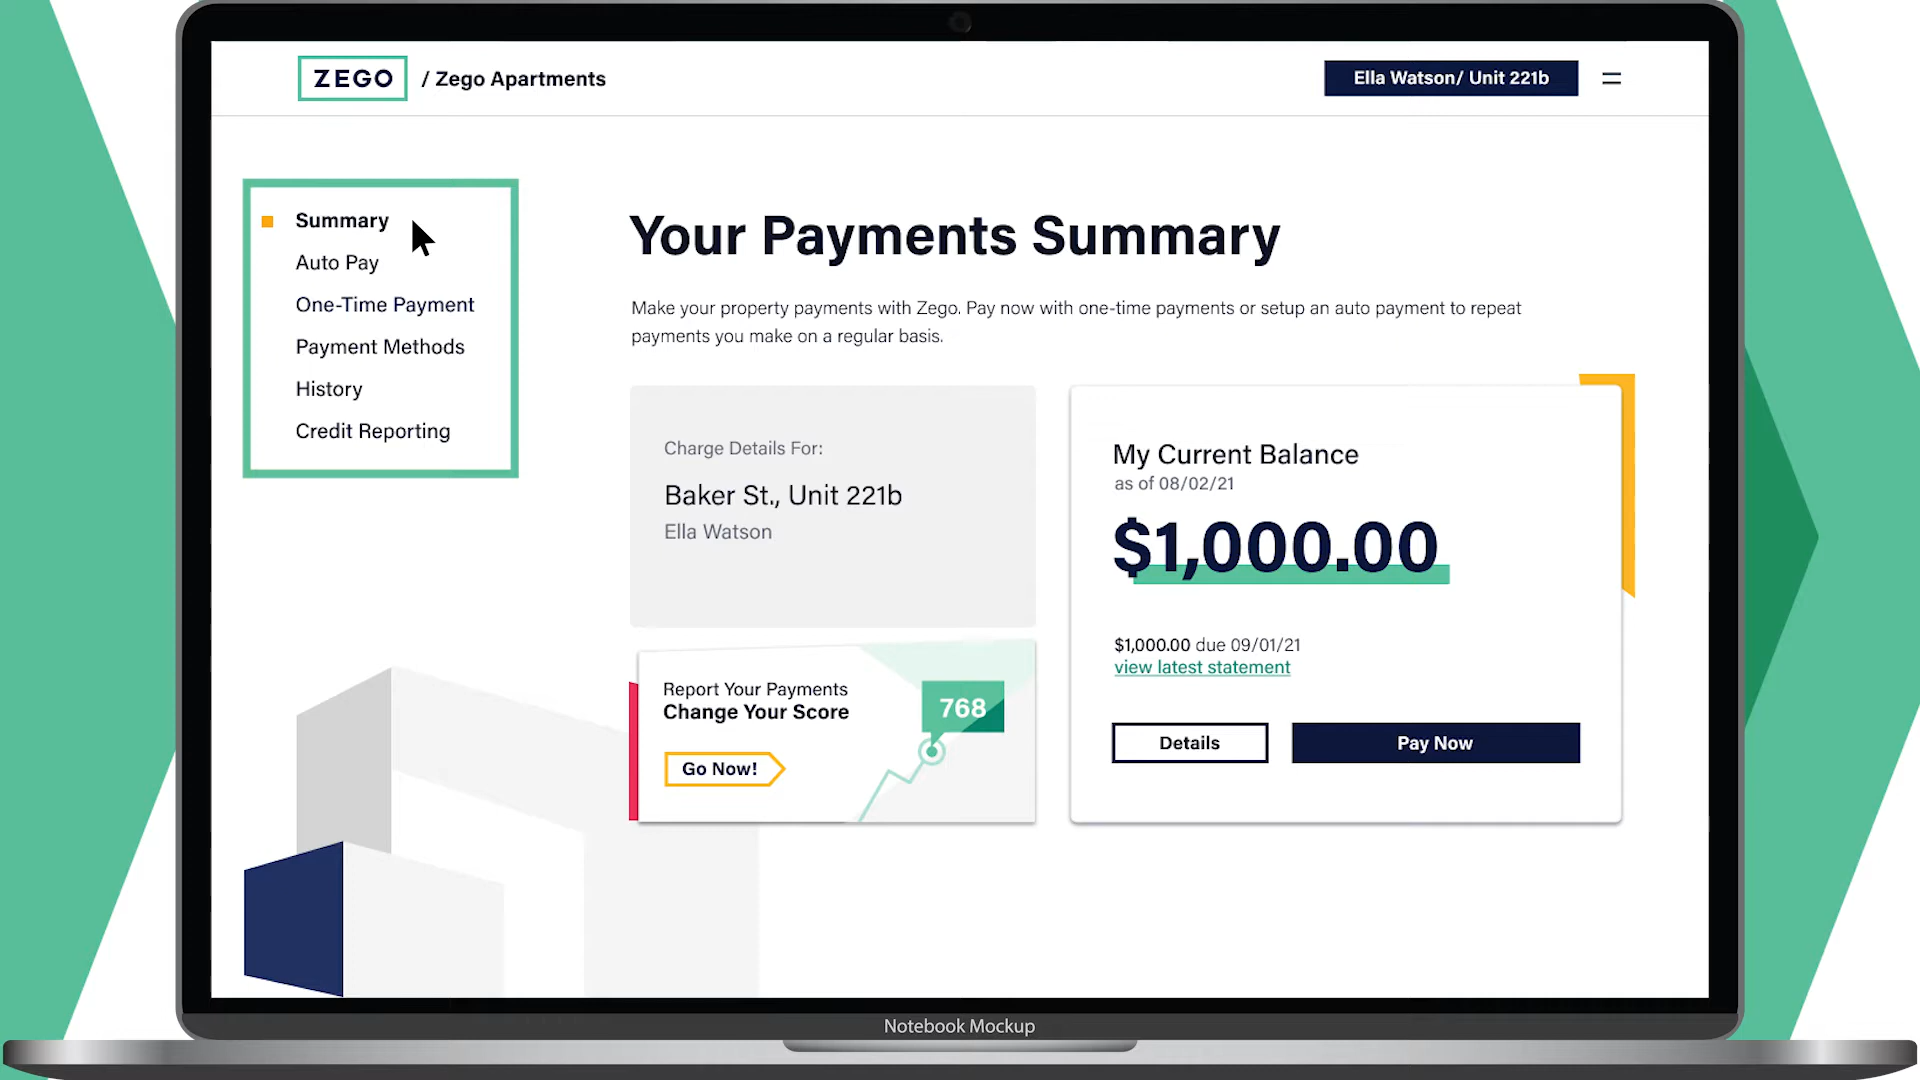 ZEGO / Zego Apartments
Ella Watson/ Unit 221b
Summary
Auto Pay
One-Time Payment
Payment Methods
History
Credit Reporting
Your Payments Summary
Make your property payments with Zego. Pay now with one-time payments or setup an auto payment to repeat
payments you make on a regular basis.
Charge Details For:
Baker St., Unit 221b
Ella Watson
Report Your Payments
Change Your Score
768
Go Now!
My Current Balance
as of 08/02/21
$1,000.00
$1,000.00 due 09/01/21
view latest statement
Details
Pay Now
Notebook Mockup